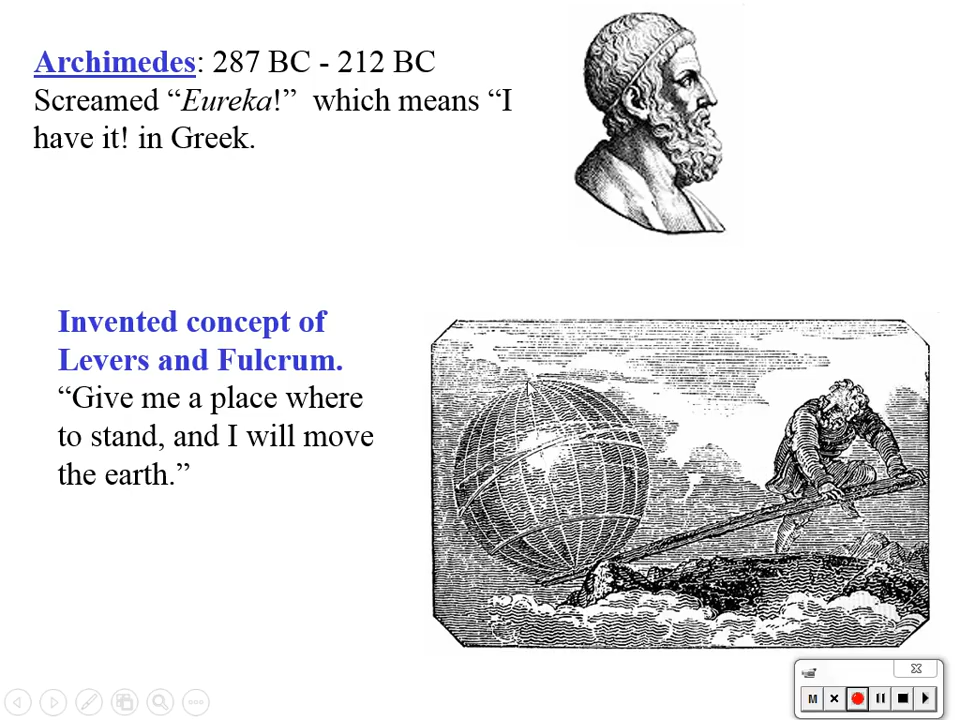 Archimedes: 287 BC - 212 BC
Screamed “Eureka!”  which means “I
have it! in Greek.
Invented concept of
Levers and Fulcrum.
“Give me a place where
to stand, and I will move
the earth.”
M